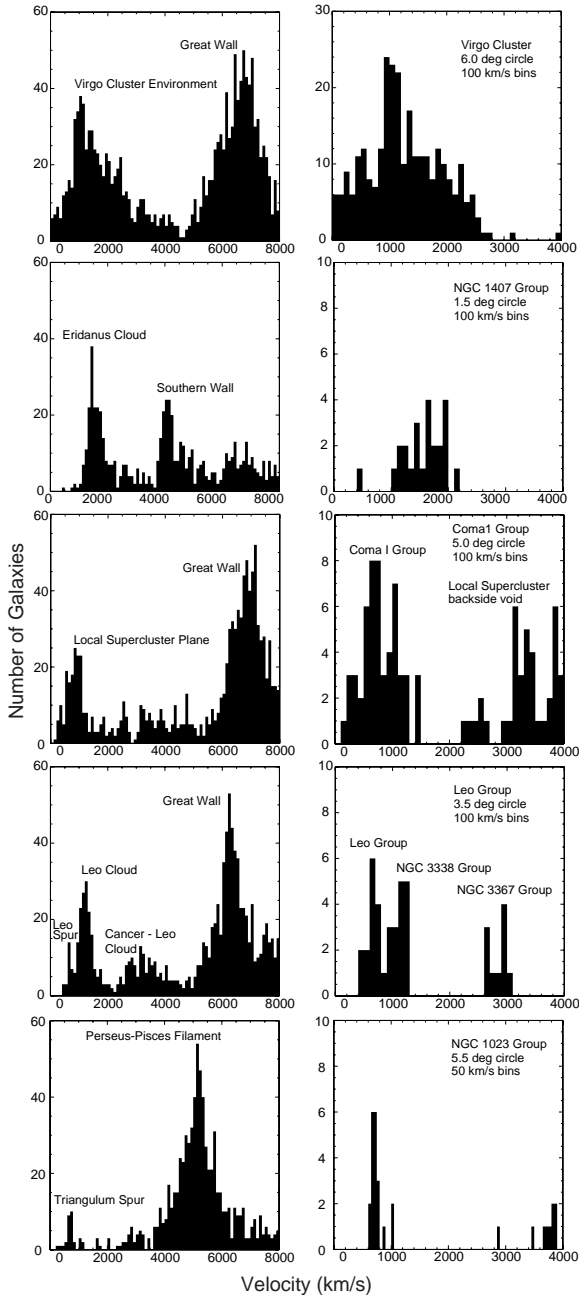 60
40
20
0
Great Wall
Virgo Cluster Environment
0 2000 4000 6000 8000
30
20
10
0
Virgo Cluster
6.0 deg circle
100 km/s bins
0 1000 2000 3000 4000
60
40
20
0
Eridanus Cloud
Southern Wall
0 2000 4000 6000 8000
10
8
6
4
2
0
NGC 1407 Group
1.5 deg circle
100 km/s bins
0 1000 2000 3000 4000
Number of Galaxies
60
40
20
0
Great Wall
Local Supercluster Plane
0 2000 4000 6000 8000
10
8
6
4
2
0
Coma1 Group
5.0 deg circle
100 km/s bins
Coma I Group
Local Supercluster
backside void
0 1000 2000 3000 4000
60
40
20
0
Great Wall
Leo Cloud
Leo
Spur
Cancer - Leo
Cloud
0 2000 4000 6000 8000
10
8
6
4
2
0
Leo Group
3.5 deg circle
100 km/s bins
Leo Group
NGC 3338 Group
NGC 3367 Group
0 1000 2000 3000 4000
60
40
20
0
Perseus-Pisces Filament
Triangulum Spur
0 2000 4000 6000 8000
10
8
6
4
2
0
NGC 1023 Group
5.5 deg circle
50 km/s bins
0 1000 2000 3000 4000
Velocity (km/s)